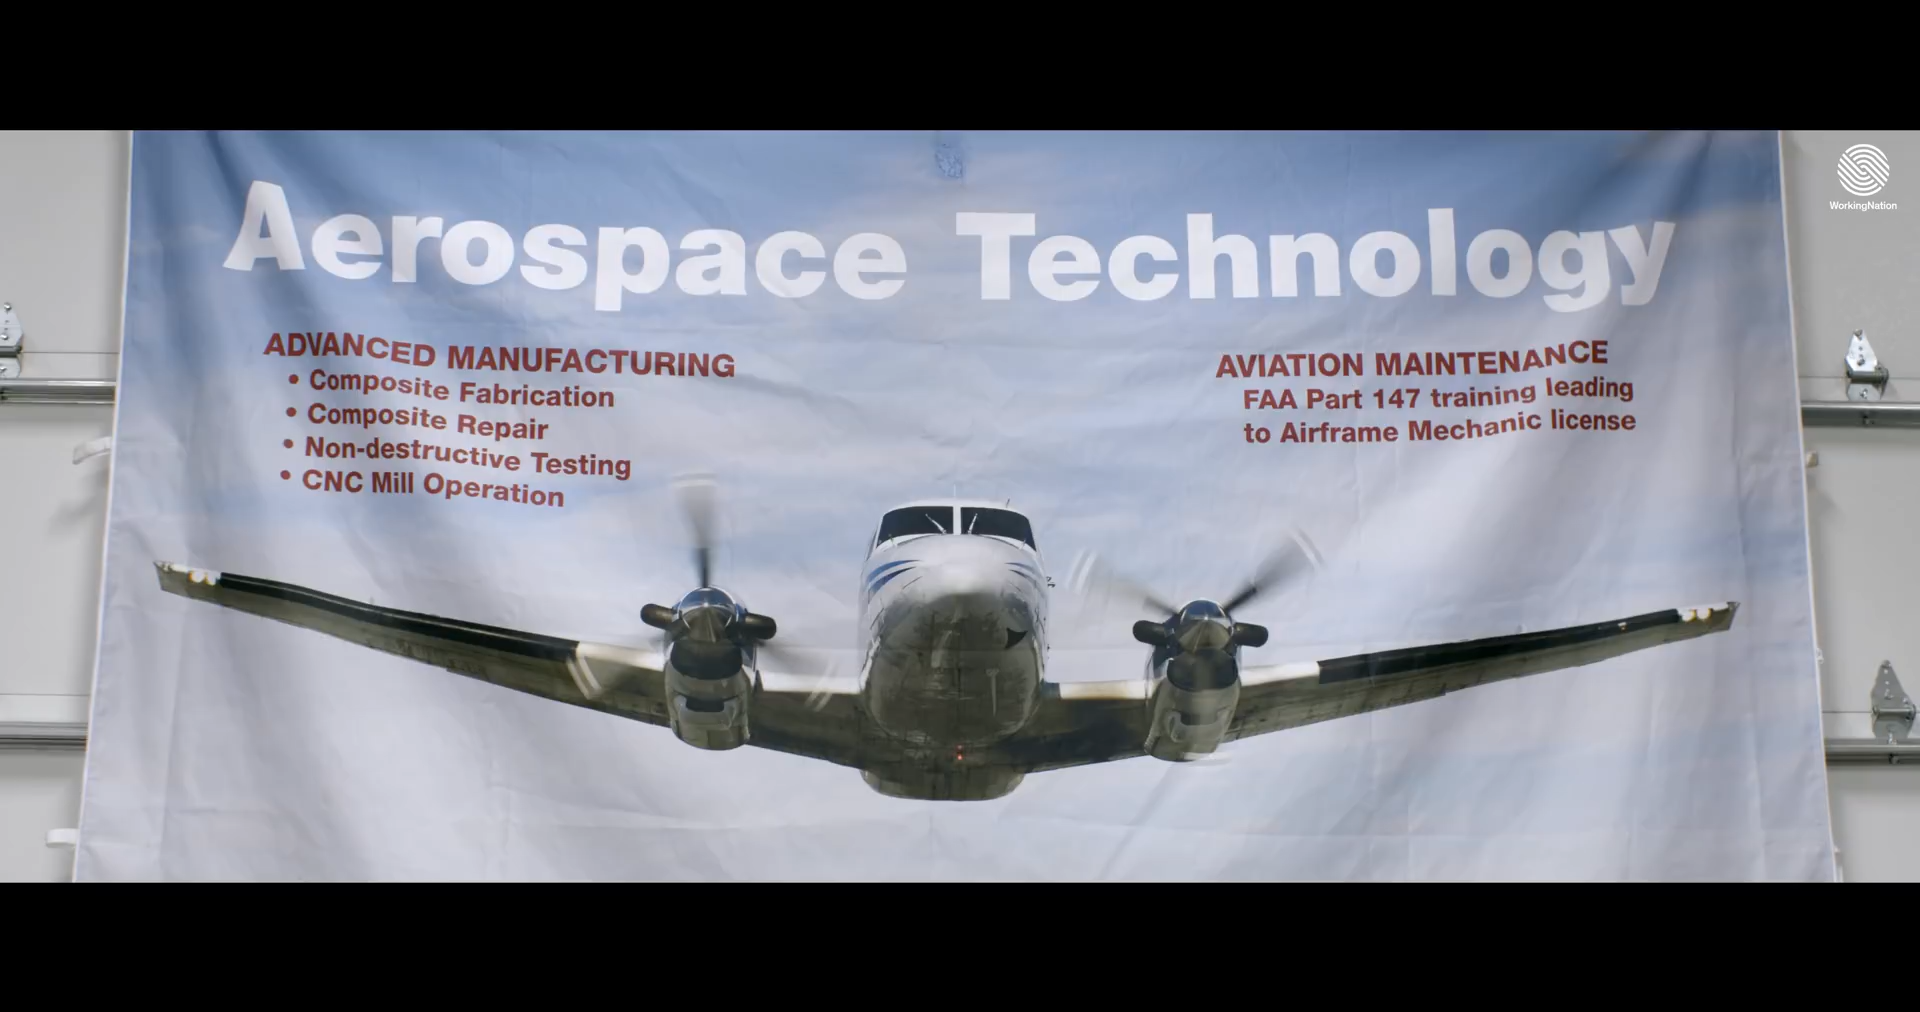 Aerospace Technology
ADVANCED MANUFACTURING
• Composite Fabrication
• Composite Repair
• Non-destructive Testing
• CNC Mill Operation
AVIATION MAINTENANCE
FAA Part 147 training leading
to Airframe Mechanic license
WorkingNation